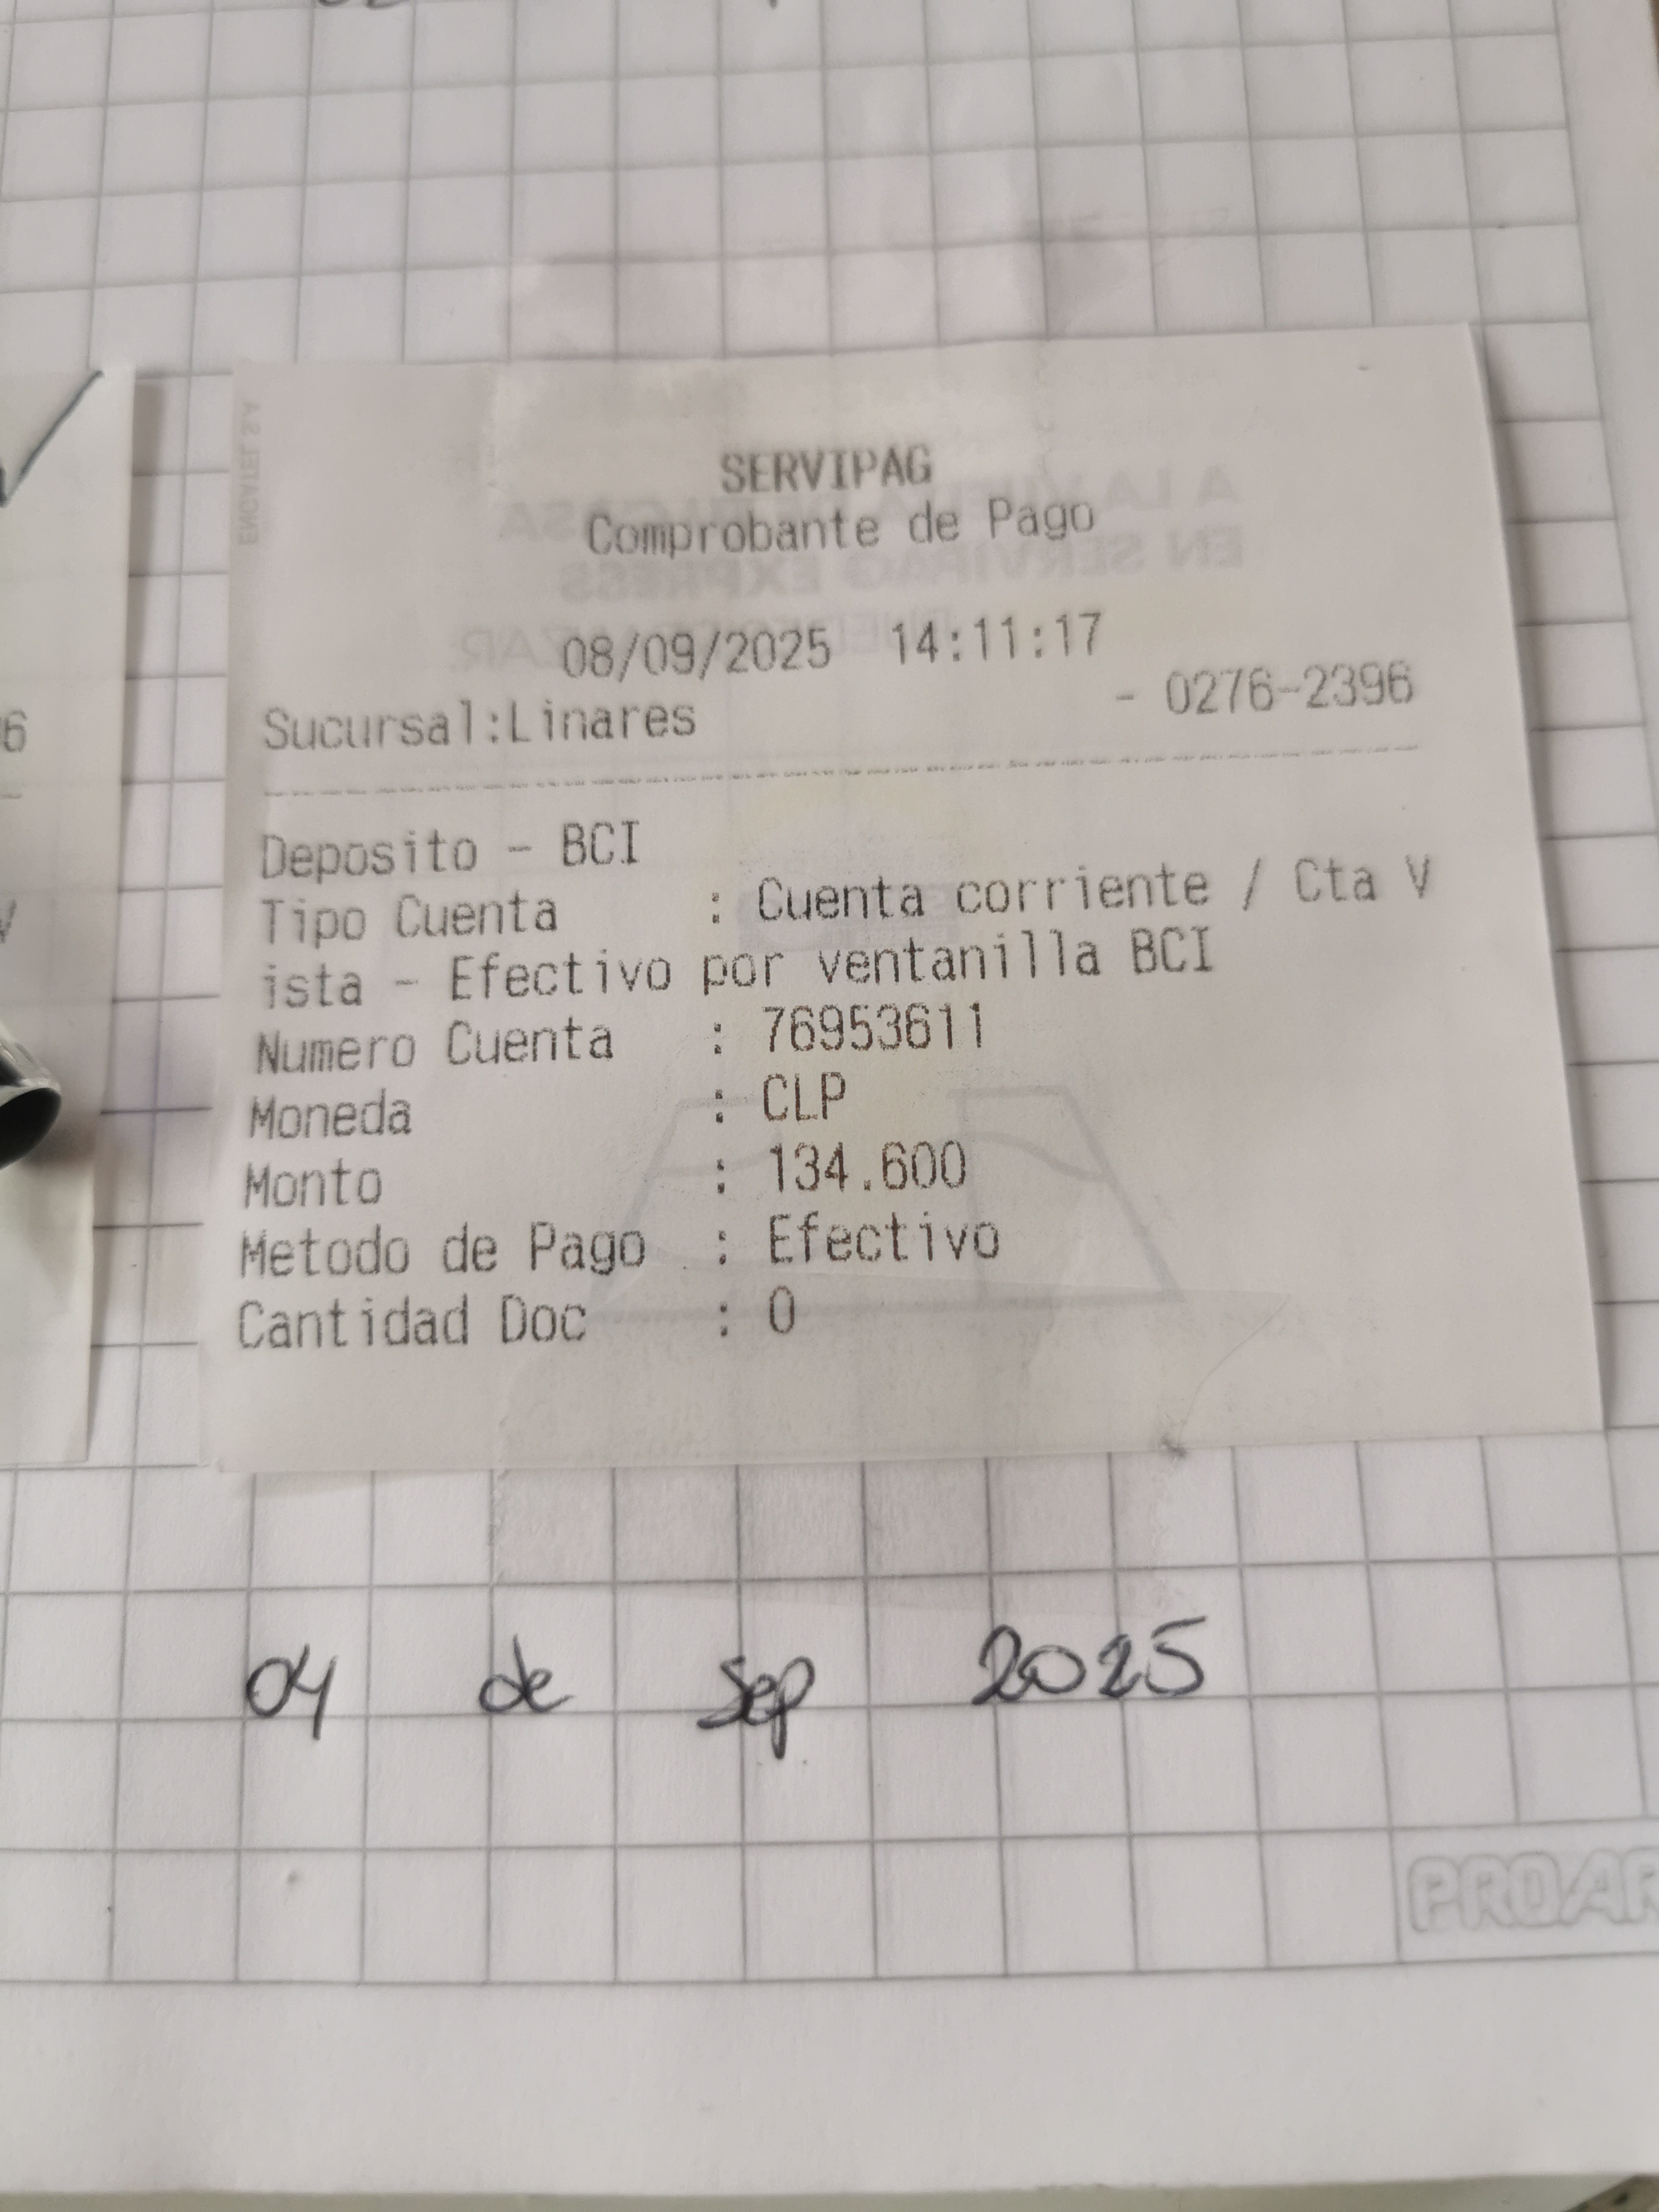 SERVIPAG
Comprobante de Pago
08/09/2025 14:11:17
Sucursal:Linares - 0276-2396
Deposito - BCI
Tipo Cuenta : Cuenta corriente / Cta V
ista - Efectivo por ventanilla BCI
Numero Cuenta : 76953611
Moneda : CLP
Monto : 134.600
Metodo de Pago : Efectivo
Cantidad Doc : 0
04 de Sep 2025
PROAR